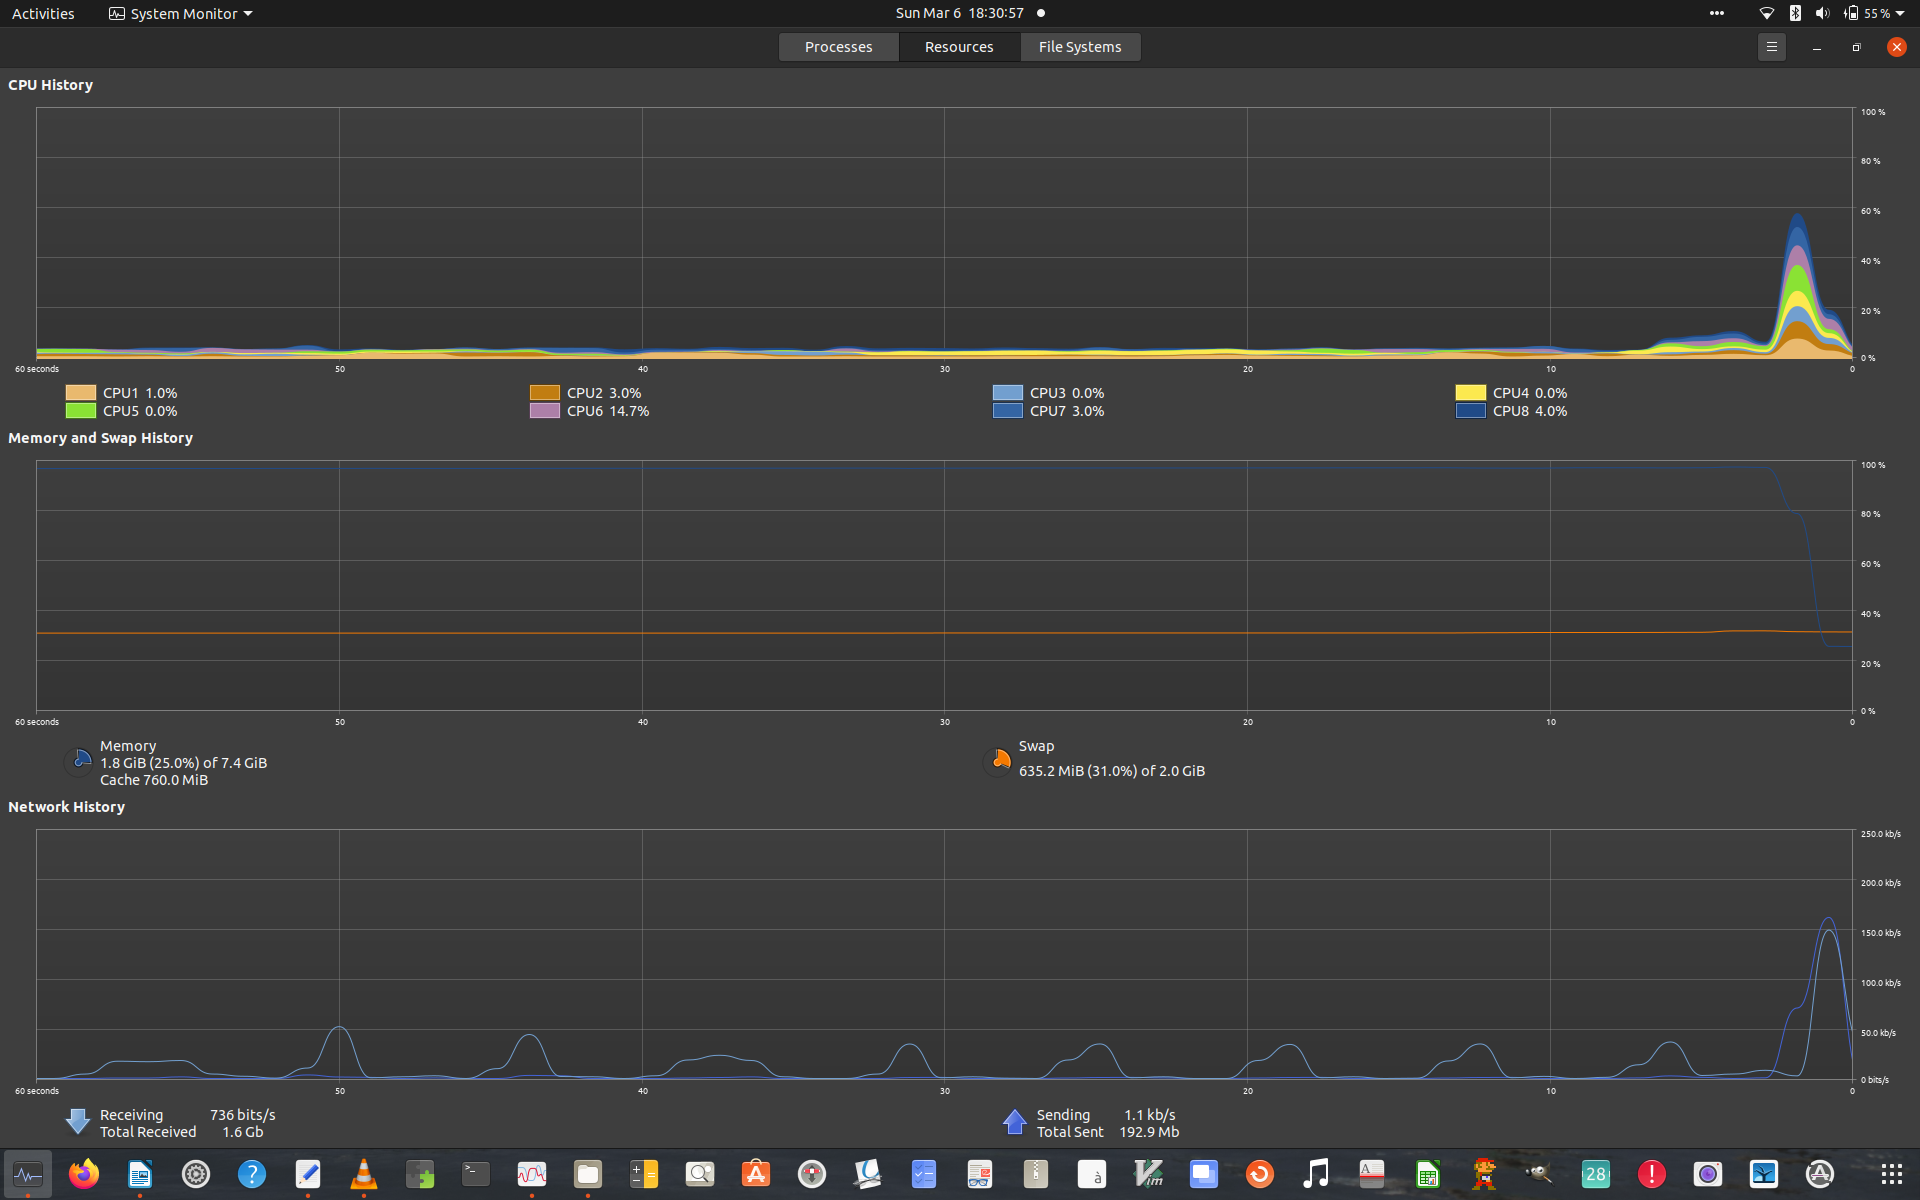 Activities System Monitor Sun Mar 6 18:30:57 55 %
Processes Resources File Systems
CPU History
100 %
80 %
60 %
40 %
20 %
0 %
60 seconds 50 40 30 20 10 0
CPU1 1.0% CPU2 3.0% CPU3 0.0% CPU4 0.0%
CPU5 0.0% CPU6 14.7% CPU7 3.0% CPU8 4.0%
Memory and Swap History
100 %
80 %
60 %
40 %
20 %
0 %
60 seconds 50 40 30 20 10 0
Memory
1.8 GiB (25.0%) of 7.4 GiB
Cache 760.0 MiB
Swap
635.2 MiB (31.0%) of 2.0 GiB
Network History
250.0 kb/s
200.0 kb/s
150.0 kb/s
100.0 kb/s
50.0 kb/s
0 bits/s
60 seconds 50 40 30 20 10 0
Receiving 736 bits/s
Total Received 1.6 Gb
Sending 1.1 kb/s
Total Sent 192.9 Mb
? >_ à Vim A 28 !